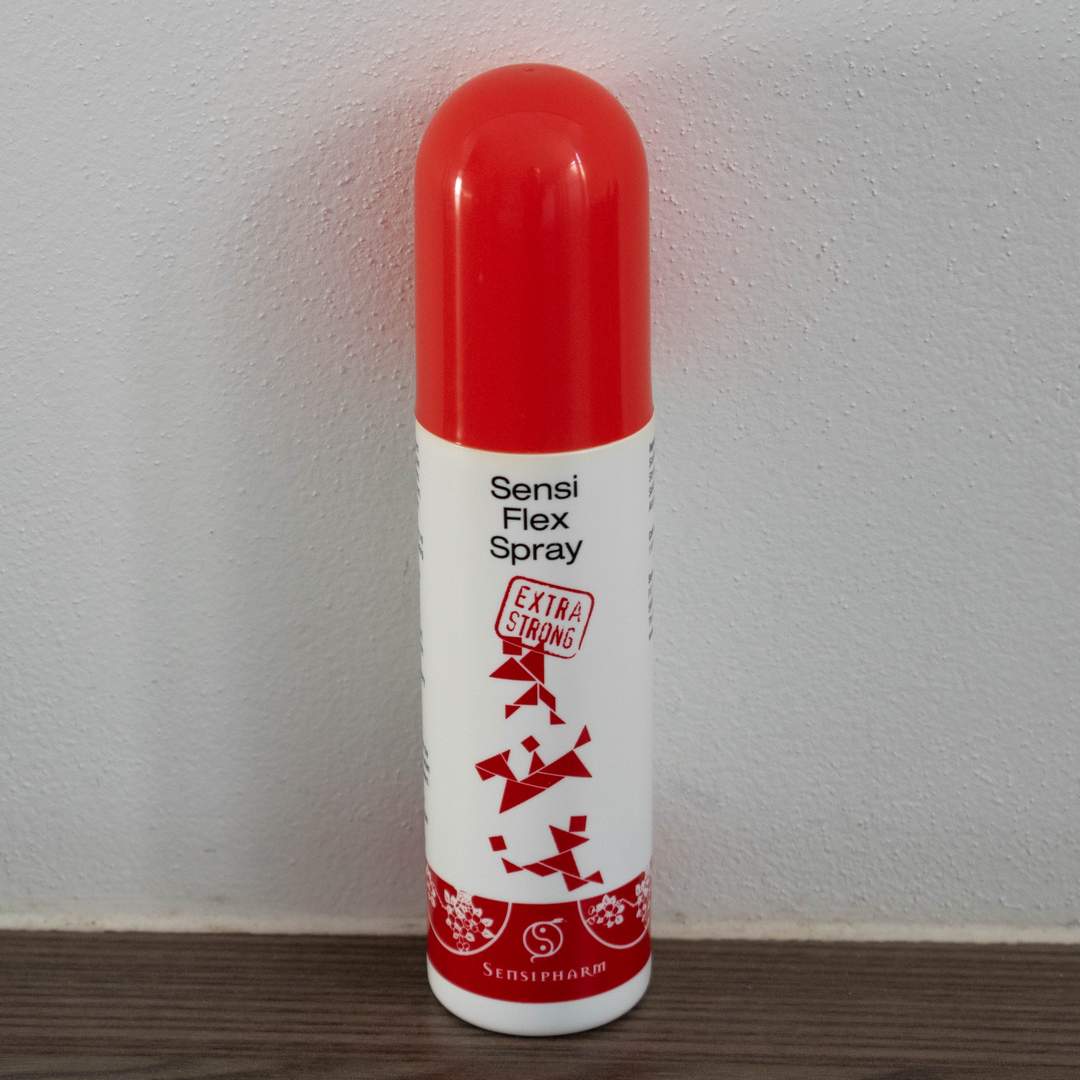 Sensi
Flex
Spray
EXTRA
STRONG
SENSIPHARM